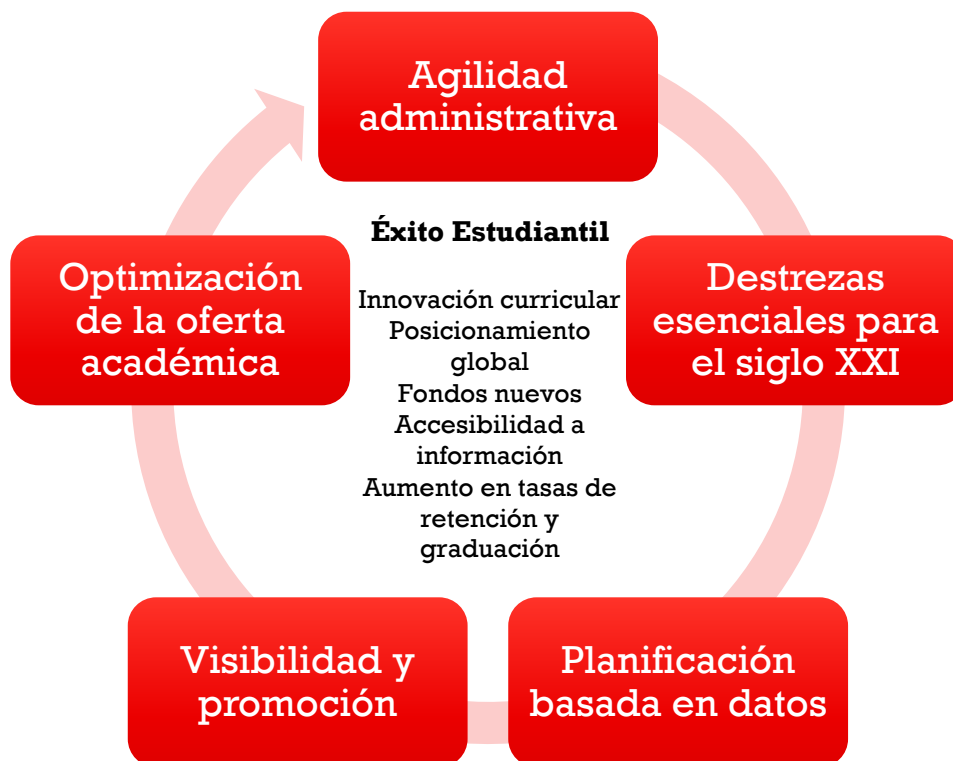 Agilidad
administrativa
Éxito Estudiantil
Innovación curricular
Posicionamiento
global
Fondos nuevos
Accesibilidad a
información
Aumento en tasas de
retención y
graduación
Destrezas
esenciales para
el siglo XXI
Planificación
basada en datos
Visibilidad y
promoción
Optimización
de la oferta
académica